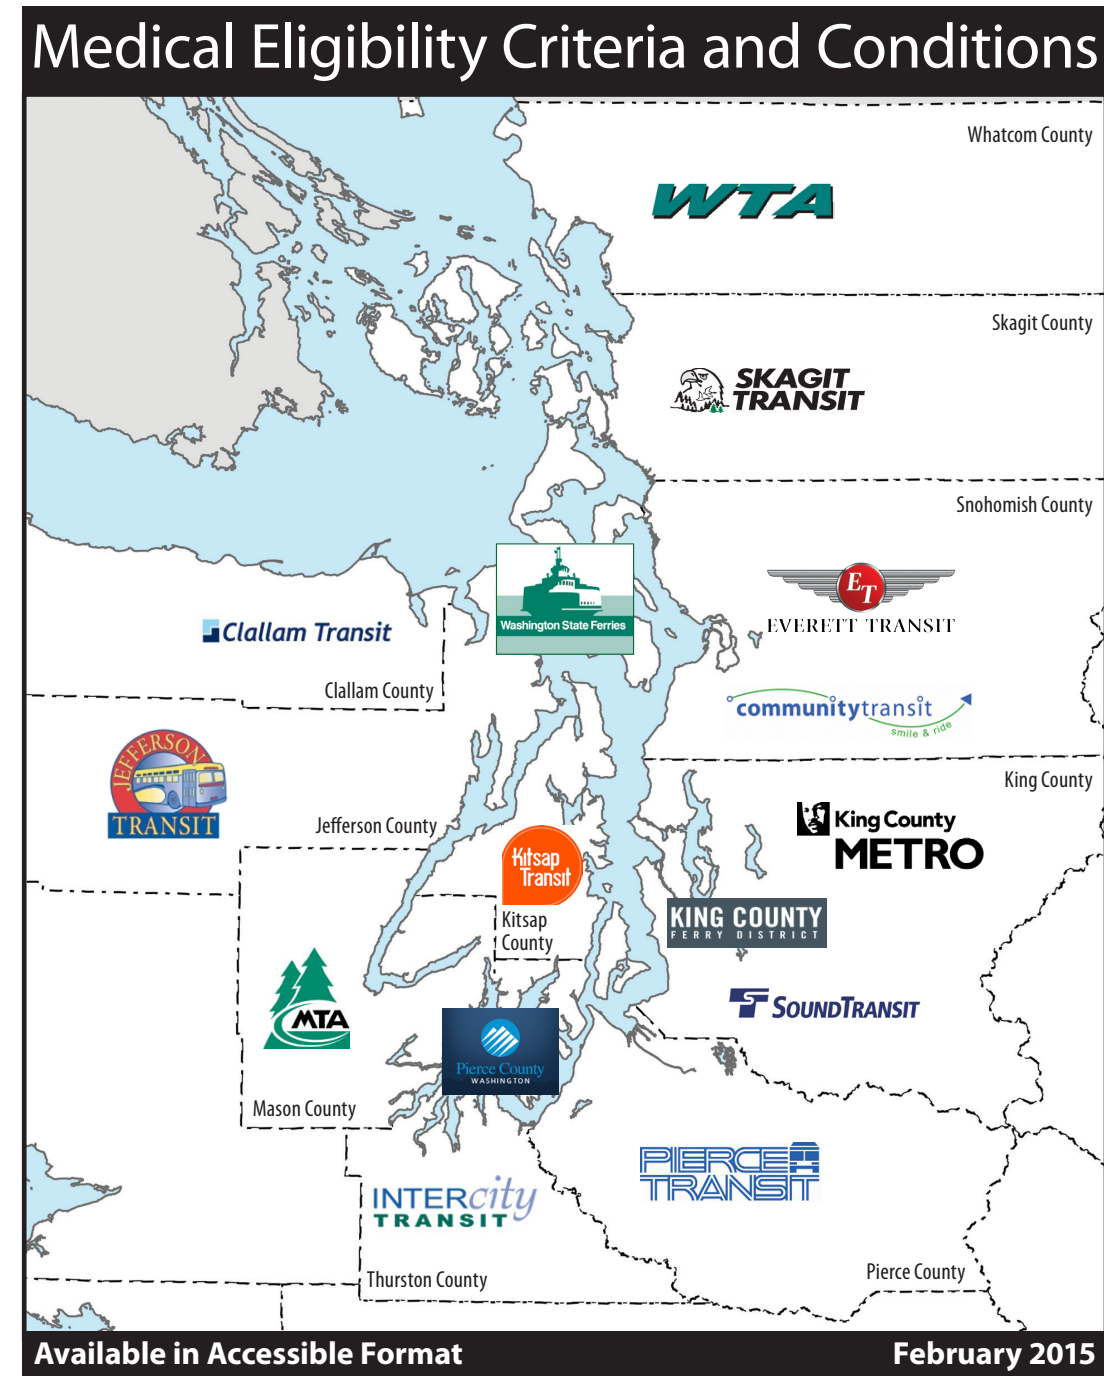 Medical Eligibility Criteria and Conditions
Whatcom County
WTA
Skagit County
SKAGIT
TRANSIT
Snohomish County
Washington State Ferries
ET
EVERETT TRANSIT
Clallam Transit
Clallam County
communitytransit
smile & ride
King County
JEFFERSON
TRANSIT
Jefferson County
King County
METRO
Kitsap
Transit
KING COUNTY
FERRY DISTRICT
Kitsap
County
SOUNDTRANSIT
MTA
Pierce County
WASHINGTON
Mason County
PIERCE
TRANSIT
INTERcity
TRANSIT
Thurston County
Pierce County
Available in Accessible Format
February 2015